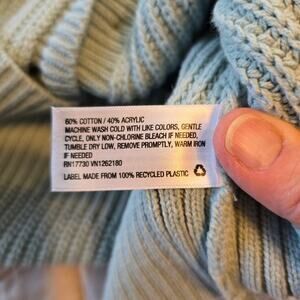 60% COTTON / 40% ACRYLIC
MACHINE WASH COLD WITH LIKE COLORS, GENTLE
CYCLE, ONLY NON-CHLORINE BLEACH IF NEEDED,
TUMBLE DRY LOW, REMOVE PROMPTLY, WARM IRON
IF NEEDED
RN17730 VN1262180
LABEL MADE FROM 100% RECYCLED PLASTIC